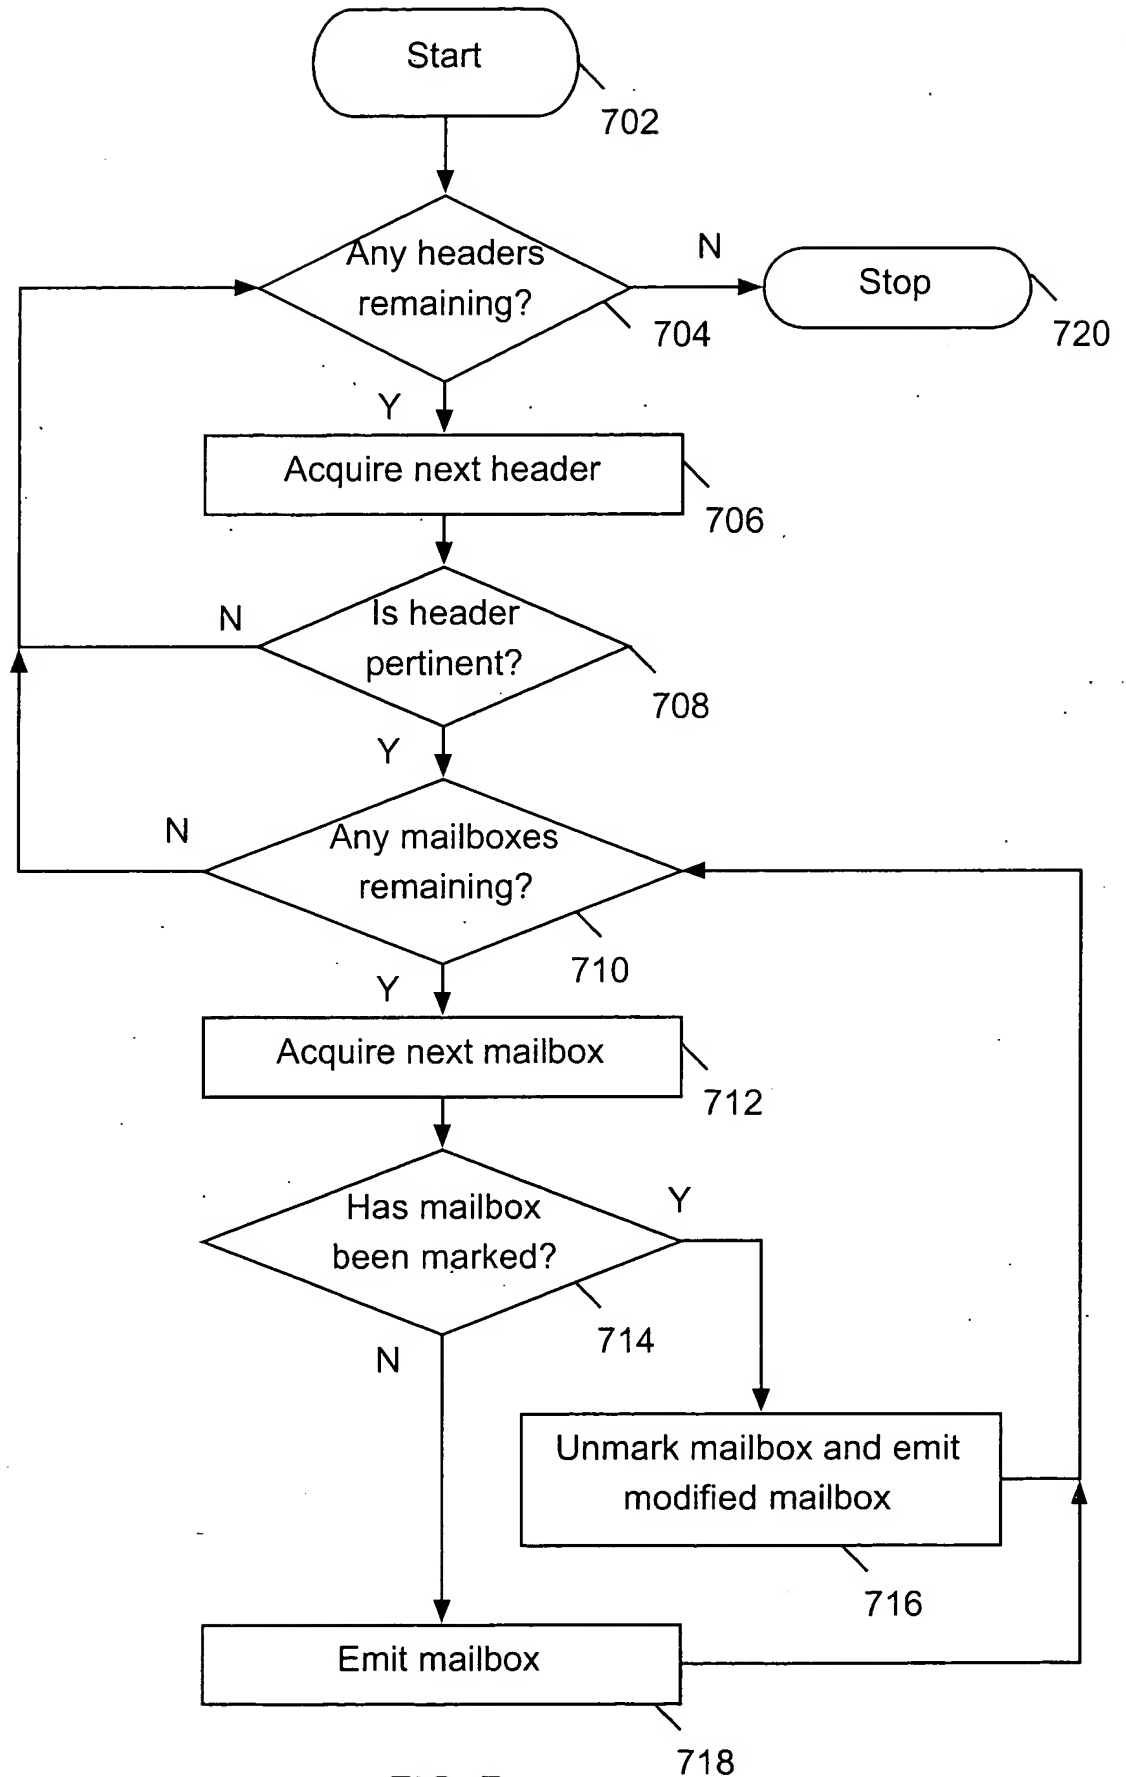 Start
702
Any headers
remaining?
N
Stop
704
720
Y
Acquire next header
706
Is header
pertinent?
N
708
Y
Any mailboxes
remaining?
N
710
Y
Acquire next mailbox
712
Has mailbox
been marked?
Y
714
N
Unmark mailbox and emit
modified mailbox
716
Emit mailbox
718